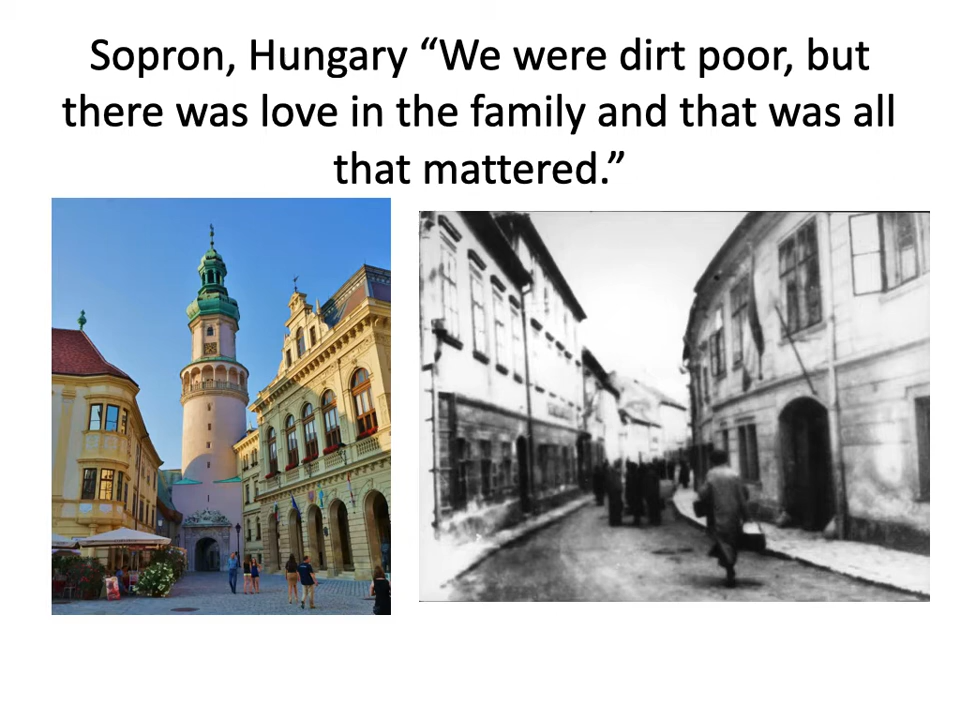 Sopron, Hungary “We were dirt poor, but
there was love in the family and that was all
that mattered.”